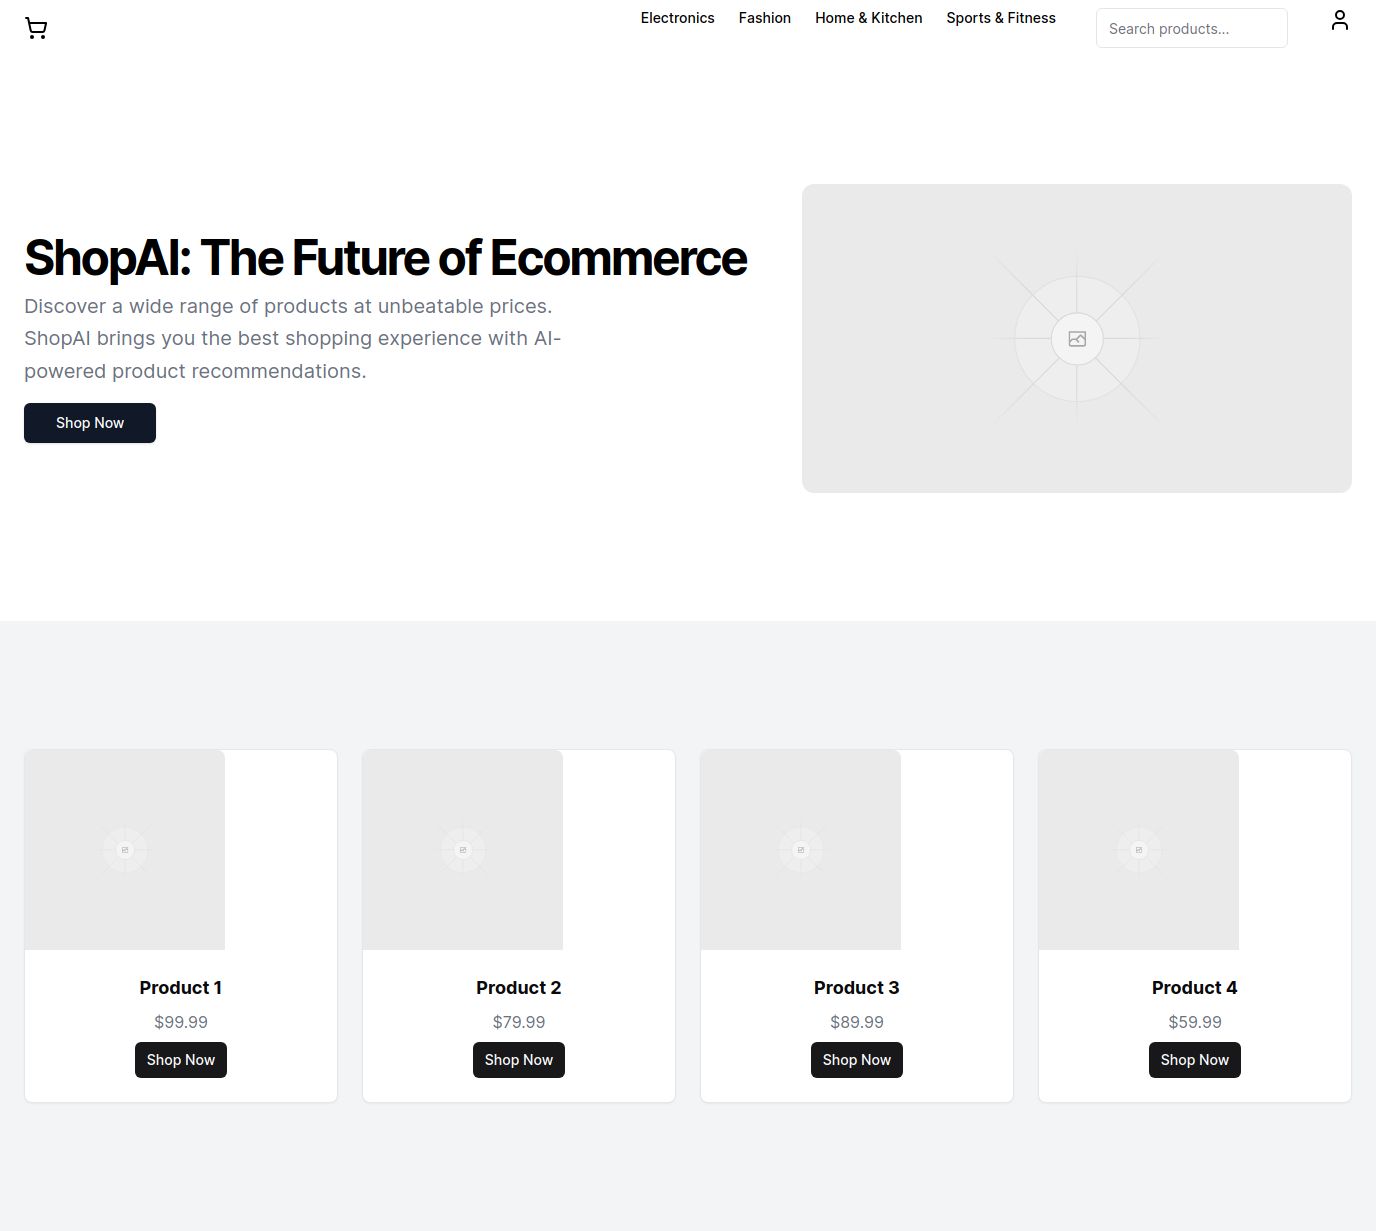 Electronics Fashion Home & Kitchen Sports & Fitness Search products...
ShopAI: The Future of Ecommerce
Discover a wide range of products at unbeatable prices.
ShopAI brings you the best shopping experience with AI-
powered product recommendations.
Shop Now
Product 1 Product 2 Product 3 Product 4
$99.99 $79.99 $89.99 $59.99
Shop Now Shop Now Shop Now Shop Now